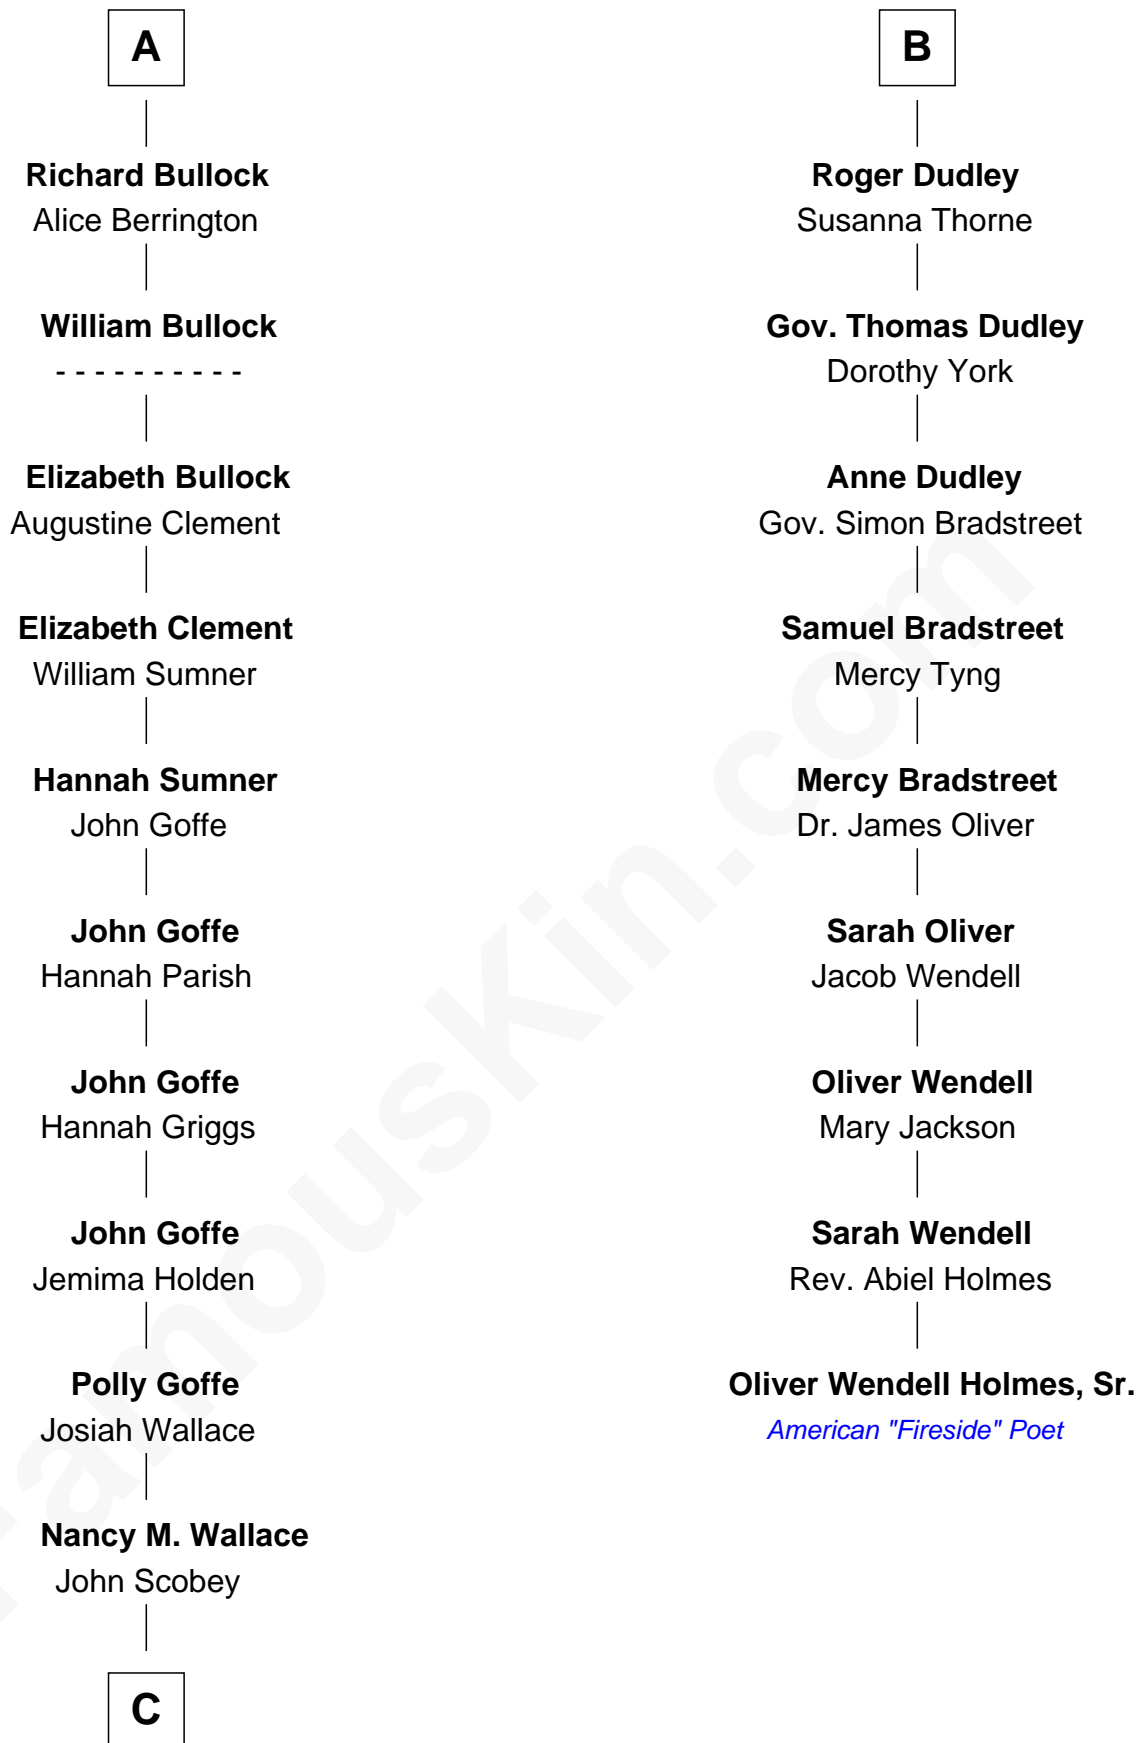 A
Richard Bullock
Alice Berrington
William Bullock
- - - - - - - - - -
Elizabeth Bullock
Augustine Clement
Elizabeth Clement
William Sumner
Hannah Sumner
John Goffe
John Goffe
Hannah Parish
John Goffe
Hannah Griggs
John Goffe
Jemima Holden
Polly Goffe
Josiah Wallace
Nancy M. Wallace
John Scobey
C
B
Roger Dudley
Susanna Thorne
Gov. Thomas Dudley
Dorothy York
Anne Dudley
Gov. Simon Bradstreet
Samuel Bradstreet
Mercy Tyng
Mercy Bradstreet
Dr. James Oliver
Sarah Oliver
Jacob Wendell
Oliver Wendell
Mary Jackson
Sarah Wendell
Rev. Abiel Holmes
Oliver Wendell Holmes, Sr.
American "Fireside" Poet
FamousKin.com